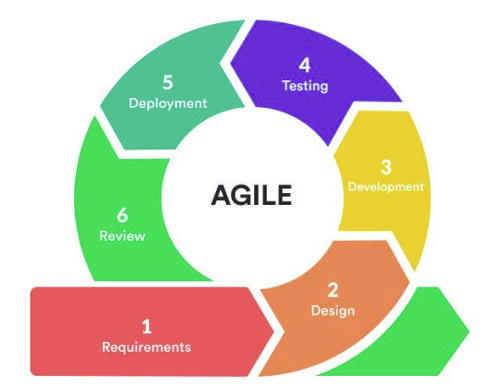 AGILE
1
Requirements
2
Design
3
Development
4
Testing
5
Deployment
6
Review